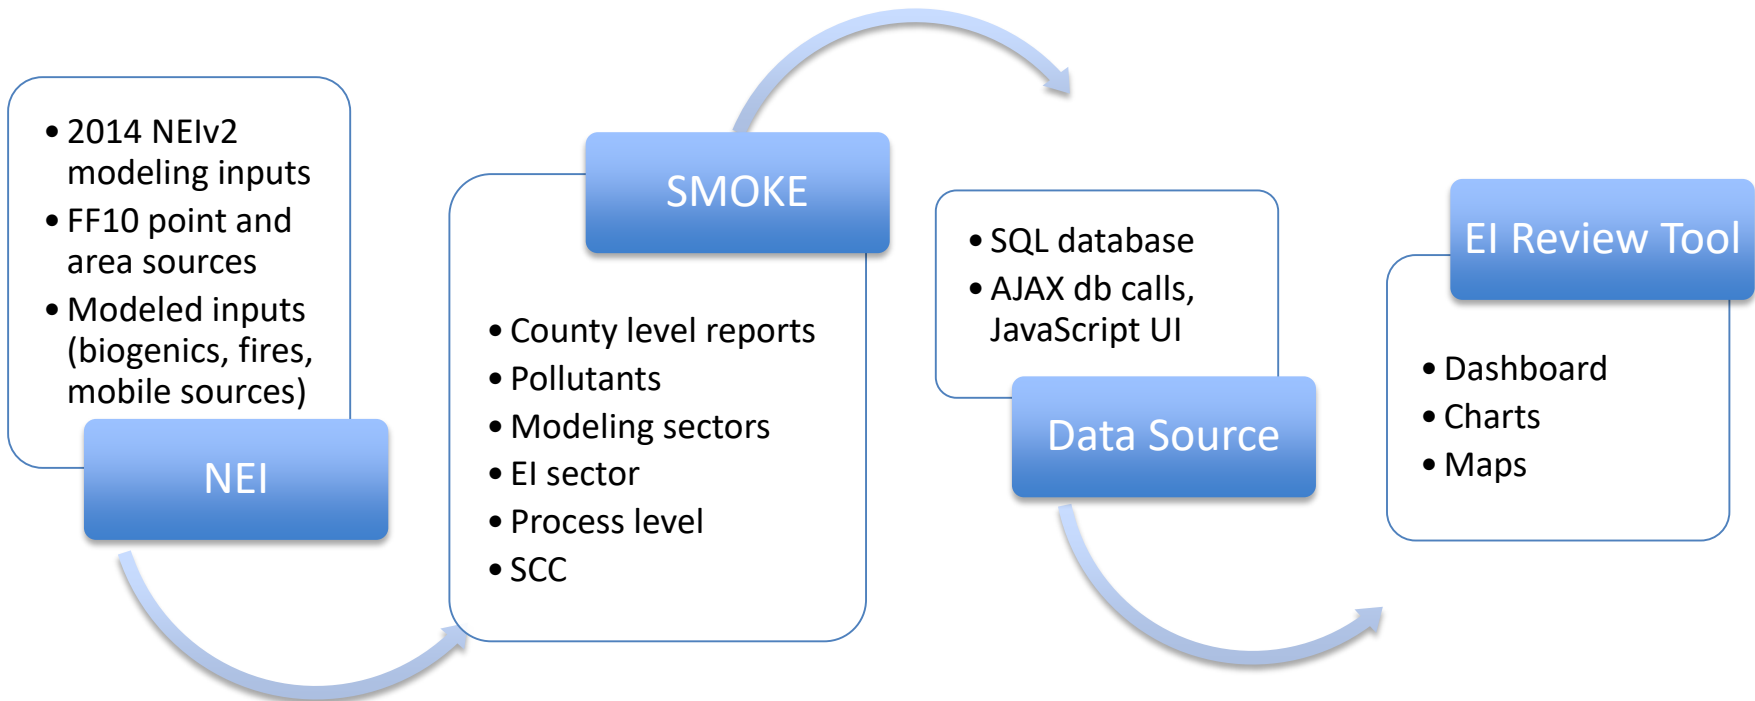 • 2014 NEIv2
modeling inputs
• FF10 point and
area sources
• Modeled inputs
(biogenics, fires,
mobile sources)
NEI
SMOKE
• County level reports
• Pollutants
• Modeling sectors
• EI sector
• Process level
• SCC
• SQL database
• AJAX db calls,
JavaScript UI
Data Source
EI Review Tool
• Dashboard
• Charts
• Maps